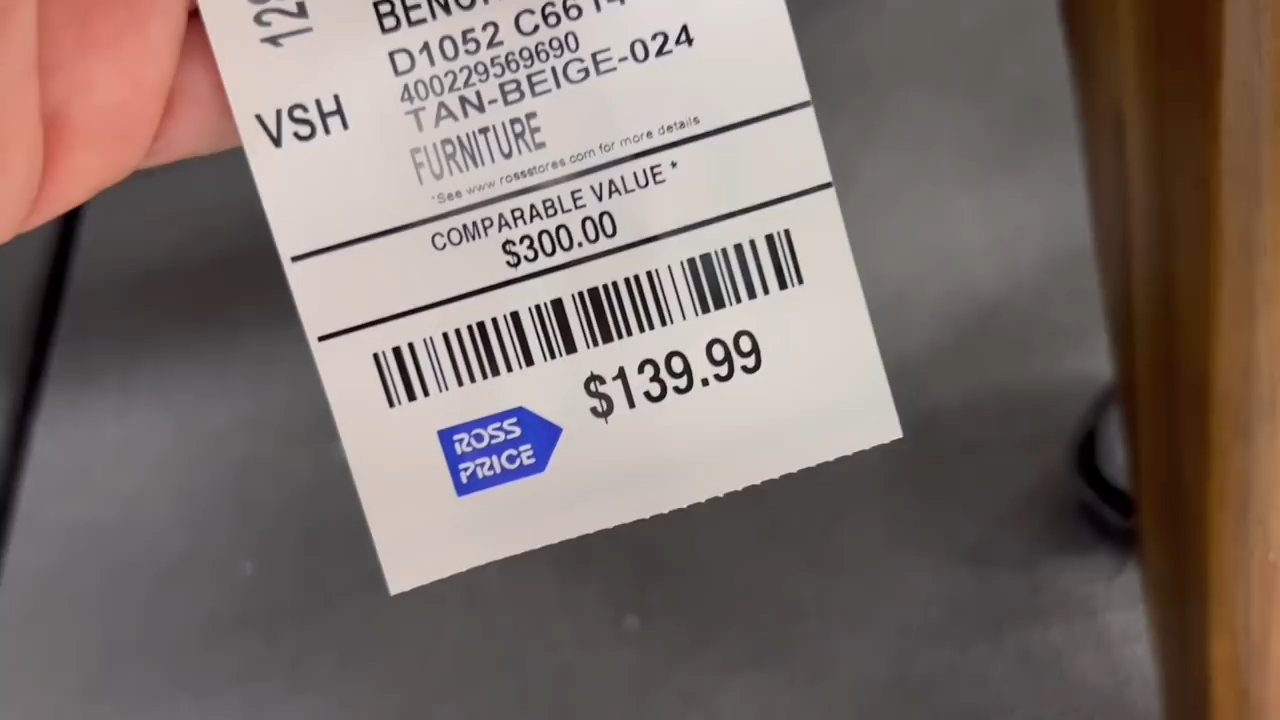 D1052
400229569690
TAN-BEIGE-024
VSH
FURNITURE
*See www.rossstores.com for more details
COMPARABLE VALUE *
$300.00
$139.99
ROSS
PRICE